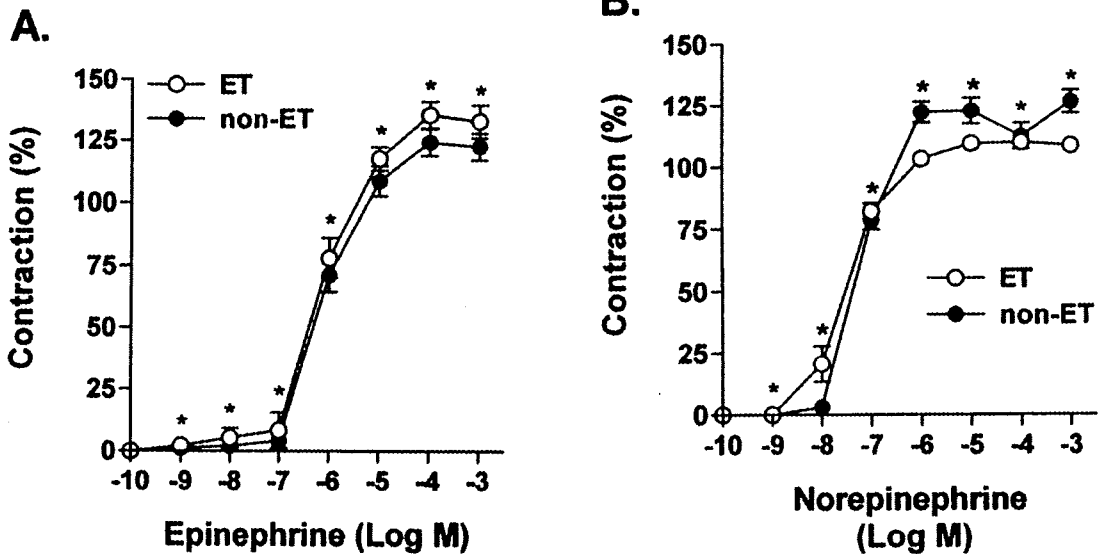 A.
150
125
100
75
50
25
0
Contraction (%)
ET
non-ET
*
*
*
*
*
*
*
-10 -9 -8 -7 -6 -5 -4 -3
Epinephrine (Log M)
B.
150
125
100
75
50
25
0
Contraction (%)
*
*
*
*
*
*
*
ET
non-ET
-10 -9 -8 -7 -6 -5 -4 -3
Norepinephrine
(Log M)